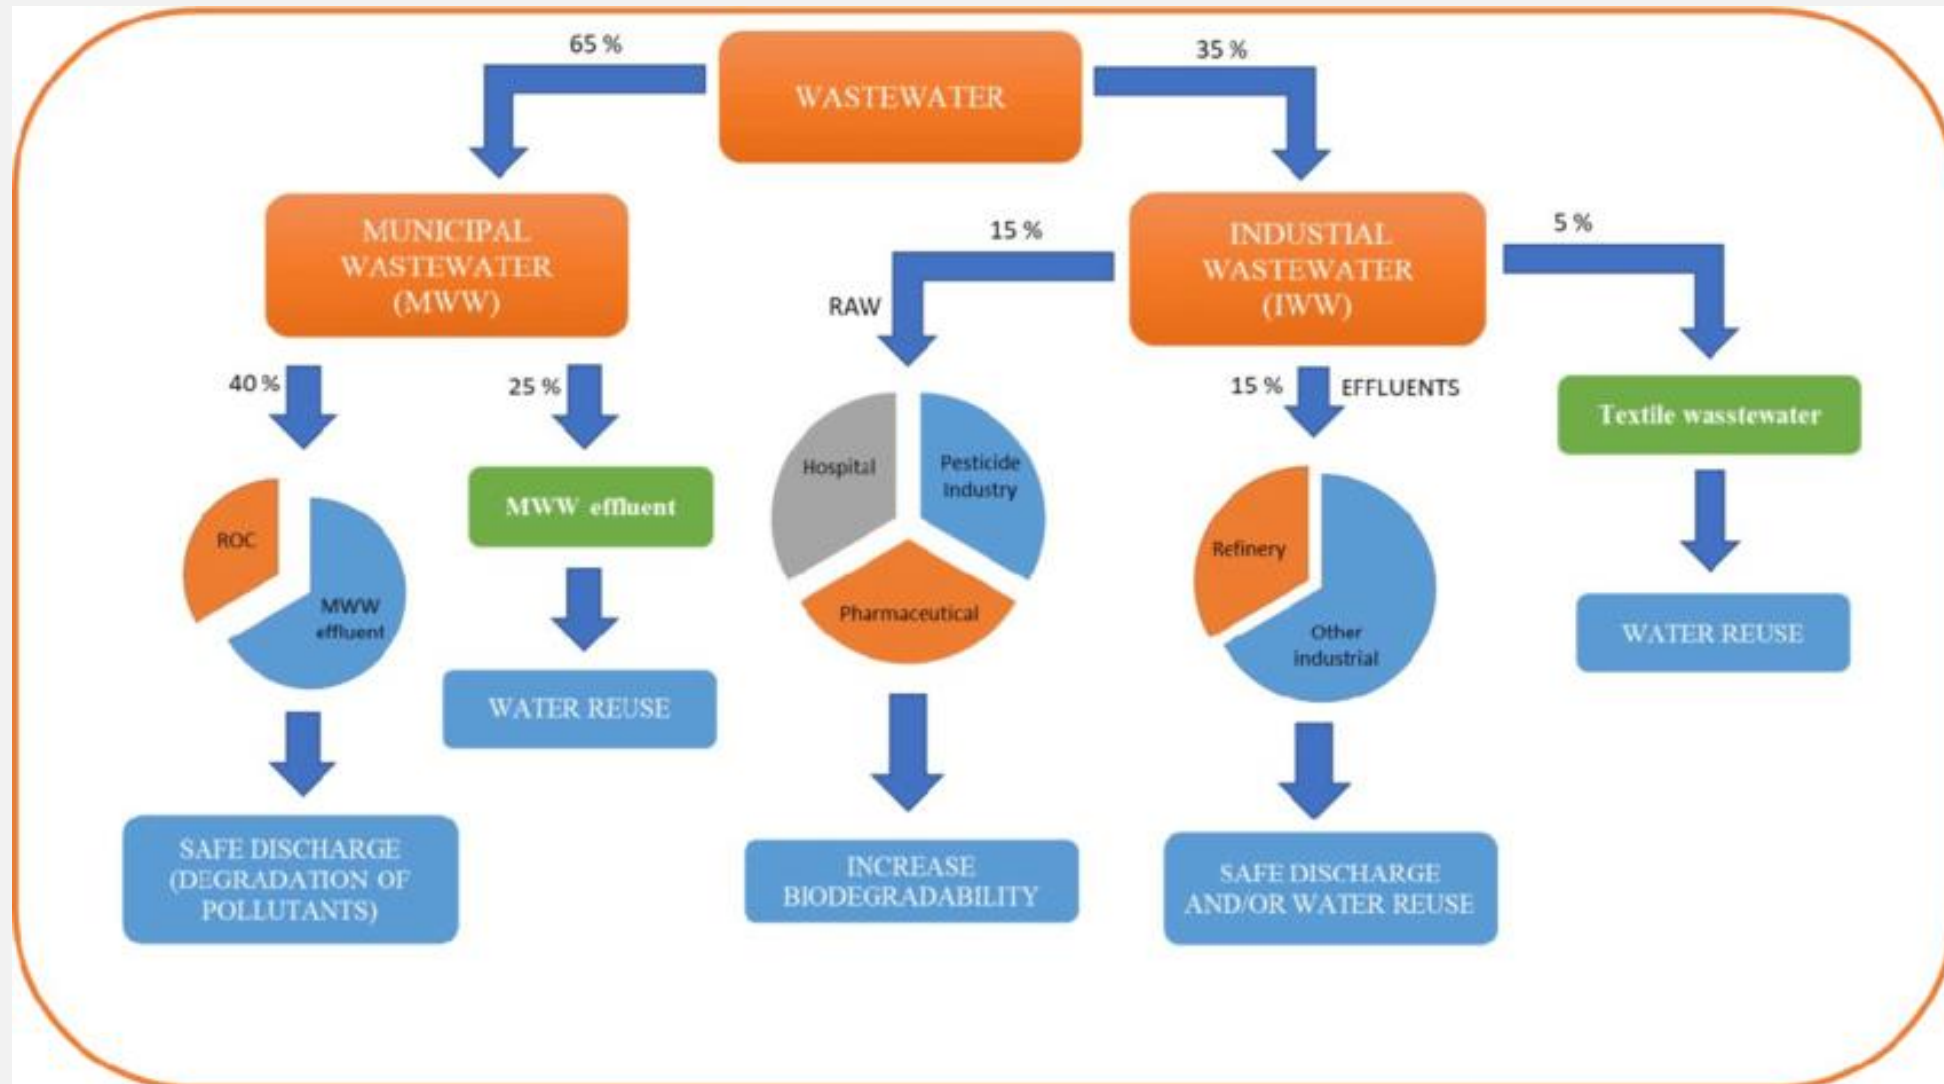 65 %
WASTEWATER
35 %
MUNICIPAL
WASTEWATER
(MWW)
15 %
INDUSTIAL
WASTEWATER
(IWW)
5 %
RAW
40 %
25 %
15 %
EFFLUENTS
Textile wasstewater
Hospital
Pesticide
Industry
Pharmaceutical
MWW effluent
ROC
MWW
effluent
Refinery
Other
industrial
WATER REUSE
WATER REUSE
SAFE DISCHARGE
(DEGRADATION OF
POLLUTANTS)
INCREASE
BIODEGRADABILITY
SAFE DISCHARGE
AND/OR WATER REUSE